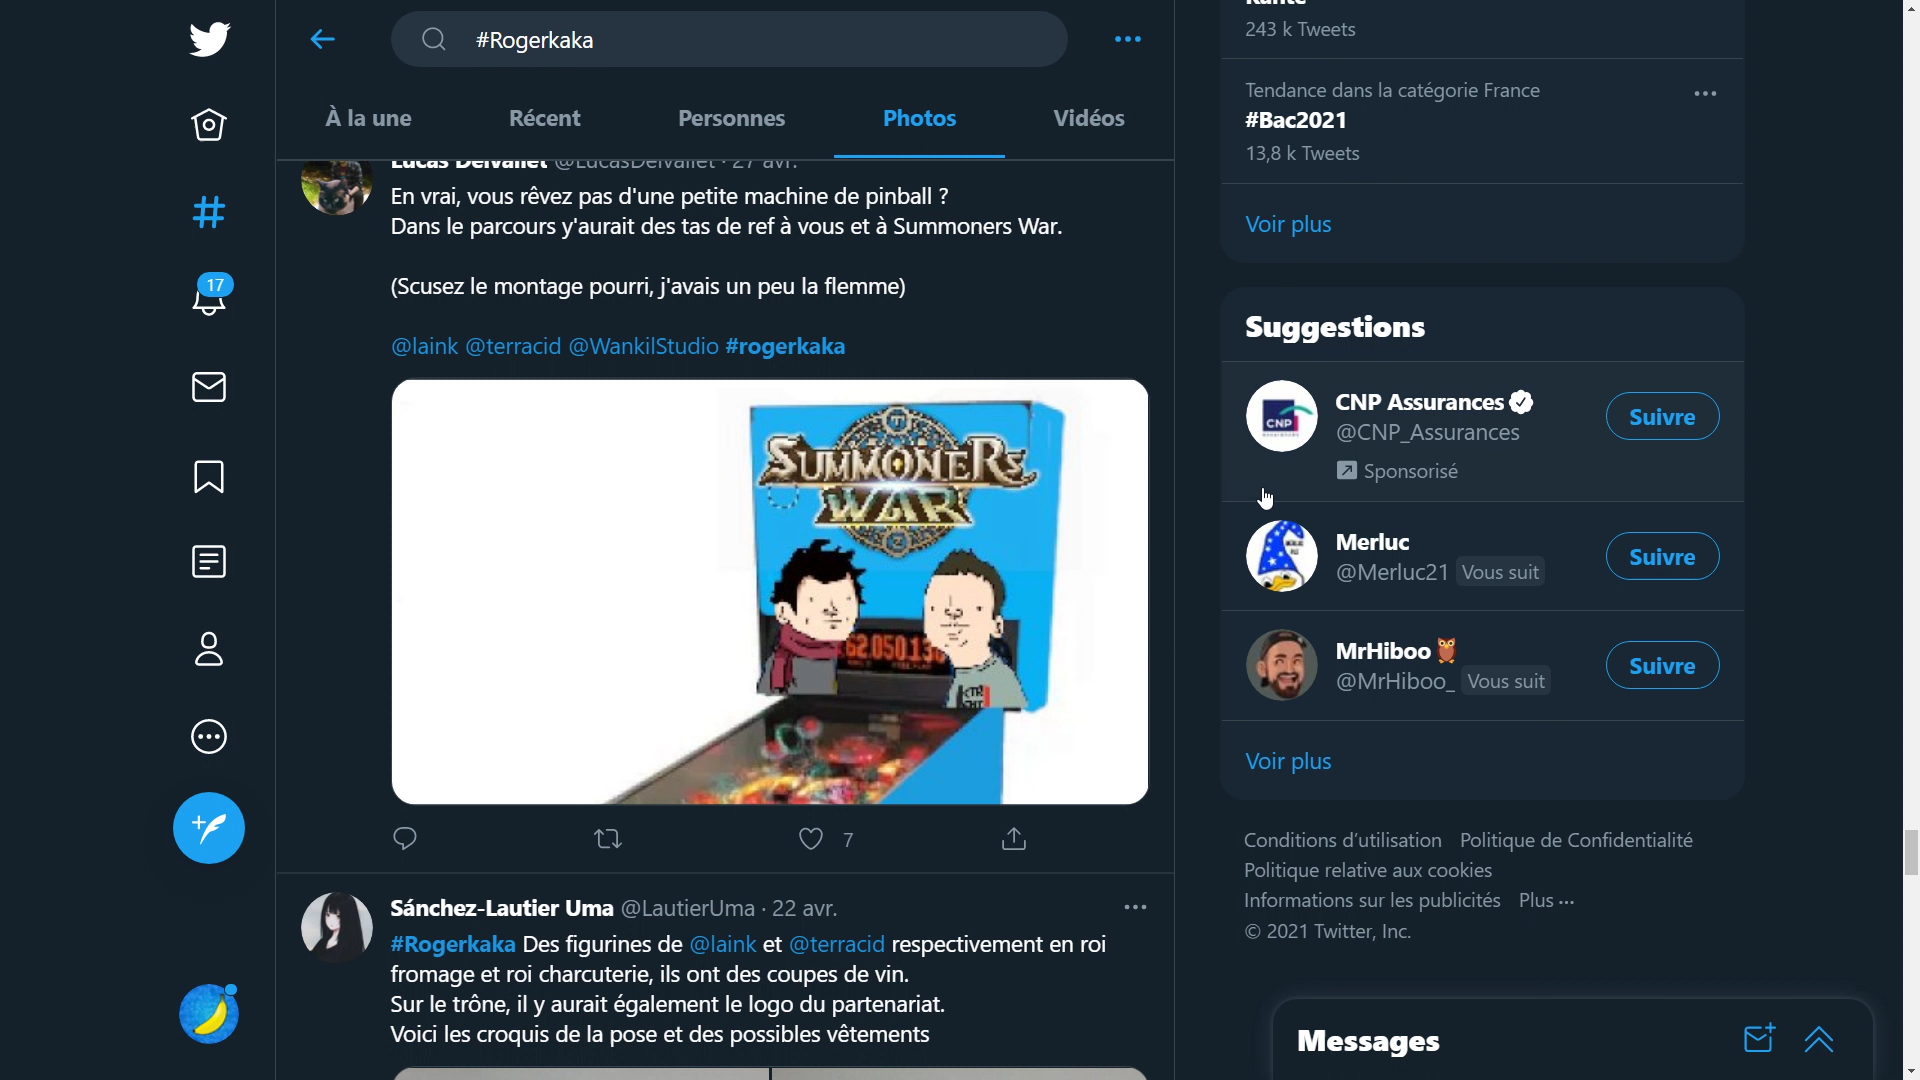 #Rogerkaka
À la une
Récent
Personnes
Photos
Vidéos
17
Lucas Delvallet @LucasDelvallet · 27 avr.
En vrai, vous rêvez pas d'une petite machine de pinball ?
Dans le parcours y'aurait des tas de ref à vous et à Summoners War.
(Scusez le montage pourri, j'avais un peu la flemme)
@laink @terracid @WankilStudio #rogerkaka
SUMMONERS
WAR
7
Sánchez-Lautier Uma @LautierUma · 22 avr.
#Rogerkaka Des figurines de @laink et @terracid respectivement en roi
fromage et roi charcuterie, ils ont des coupes de vin.
Sur le trône, il y aurait également le logo du partenariat.
Voici les croquis de la pose et des possibles vêtements
Kanté
243 k Tweets
Tendance dans la catégorie France
#Bac2021
13,8 k Tweets
Voir plus
Suggestions
CNP
CNP Assurances
@CNP_Assurances
Sponsorisé
Suivre
Merluc
@Merluc21 Vous suit
Suivre
MrHiboo
@MrHiboo_ Vous suit
Suivre
Voir plus
Conditions d'utilisation Politique de Confidentialité
Politique relative aux cookies
Informations sur les publicités Plus ···
© 2021 Twitter, Inc.
Messages